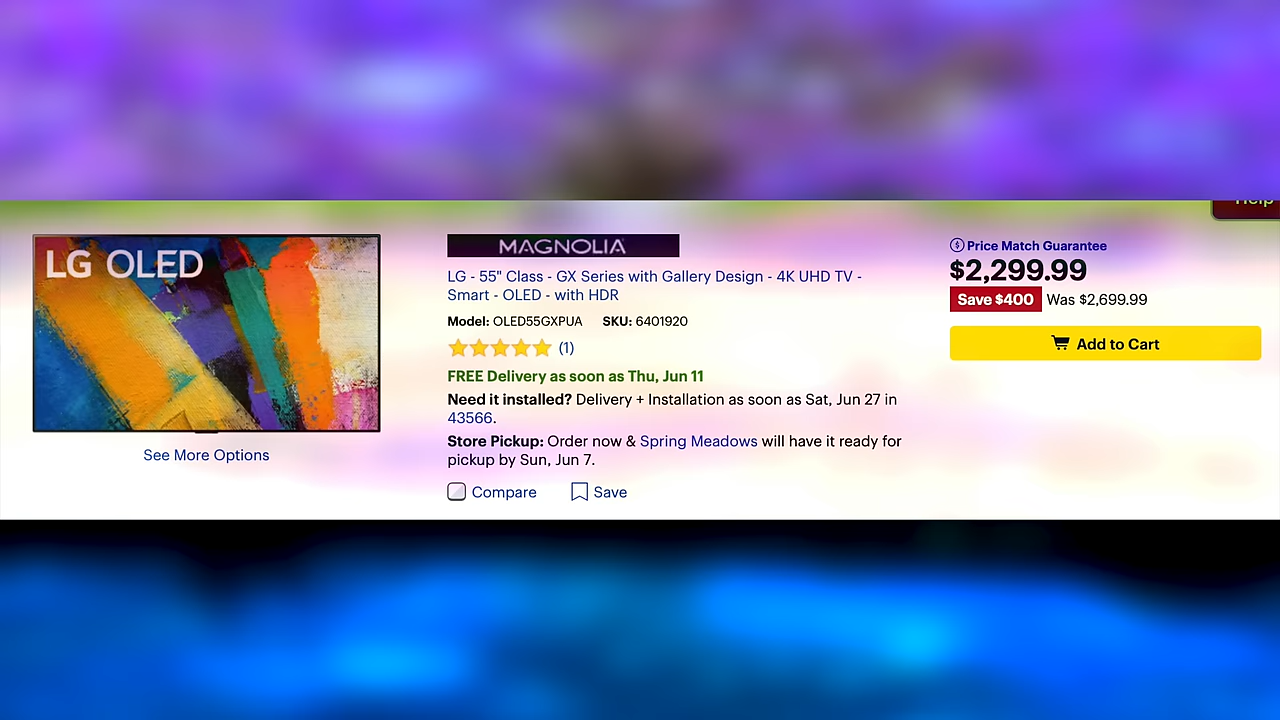 Help
LG OLED
See More Options
MAGNOLIA
LG - 55" Class - GX Series with Gallery Design - 4K UHD TV -
Smart - OLED - with HDR
Model: OLED55GXPUA SKU: 6401920
(1)
FREE Delivery as soon as Thu, Jun 11
Need it installed? Delivery + Installation as soon as Sat, Jun 27 in
43566.
Store Pickup: Order now & Spring Meadows will have it ready for
pickup by Sun, Jun 7.
Compare Save
Price Match Guarantee
$2,299.99
Save $400 Was $2,699.99
Add to Cart